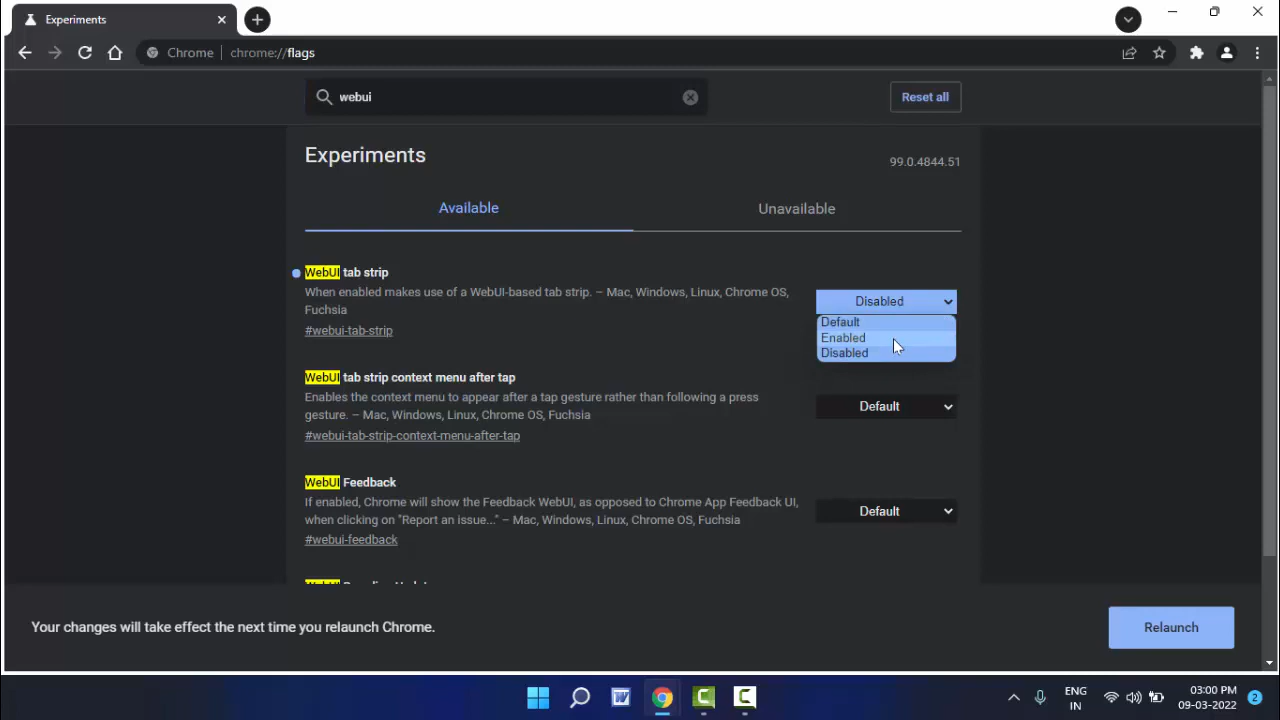 Experiments
Chrome | chrome://flags
webui
Reset all
Experiments
99.0.4844.51
Available
Unavailable
WebUI tab strip
When enabled makes use of a WebUI-based tab strip. – Mac, Windows, Linux, Chrome OS,
Fuchsia
#webui-tab-strip
Disabled
Default
Enabled
Disabled
WebUI tab strip context menu after tap
Enables the context menu to appear after a tap gesture rather than following a press
gesture. – Mac, Windows, Linux, Chrome OS, Fuchsia
#webui-tab-strip-context-menu-after-tap
Default
WebUI Feedback
If enabled, Chrome will show the Feedback WebUI, as opposed to Chrome App Feedback UI,
when clicking on "Report an issue..." – Mac, Windows, Linux, Chrome OS, Fuchsia
#webui-feedback
Default
WebUI
Your changes will take effect the next time you relaunch Chrome.
Relaunch
ENG
IN
03:00 PM
09-03-2022
2